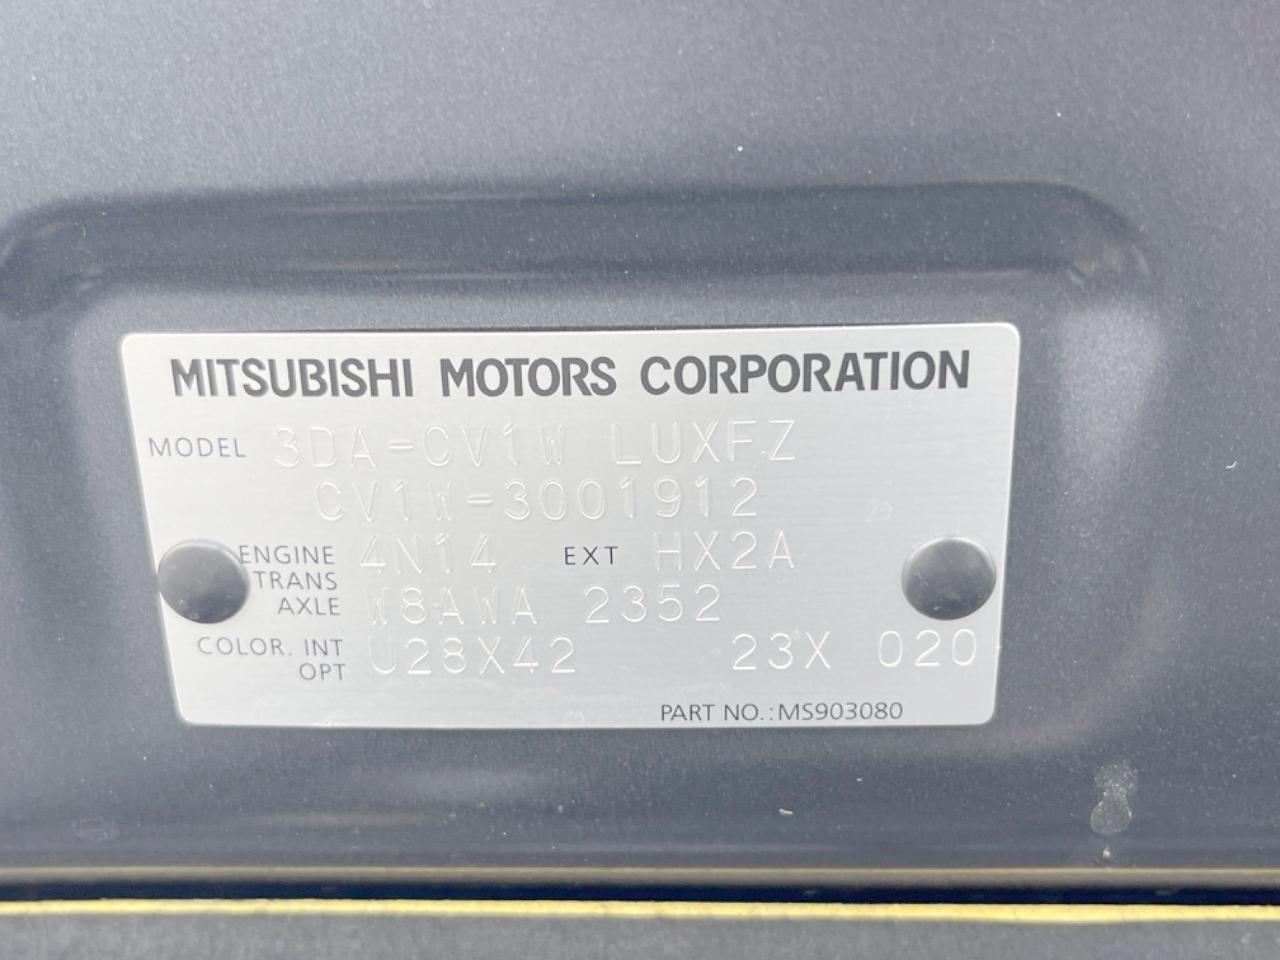 MITSUBISHI MOTORS CORPORATION
MODEL 3DA-CV1W LUXFZ
CV1W-3001912
ENGINE 4N14 EXT HX2A
TRANS
AXLE W8AWA 2352
COLOR. INT U28X42 23X 020
OPT
PART NO.:MS903080